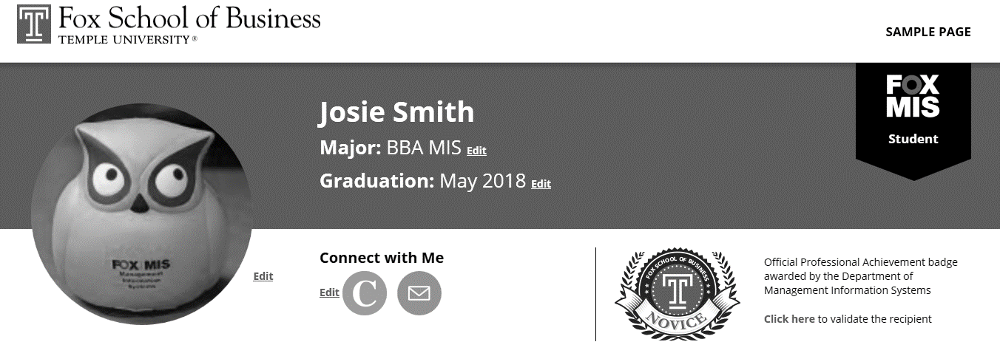 T Fox School of Business
TEMPLE UNIVERSITY®
SAMPLE PAGE
FOX
MIS
Student
Josie Smith
Major: BBA MIS Edit
Graduation: May 2018 Edit
FOX MIS
Management
Information
Systems
Edit
Connect with Me
Edit C
FOX SCHOOL OF BUSINESS
T
NOVICE
Official Professional Achievement badge
awarded by the Department of
Management Information Systems
Click here to validate the recipient